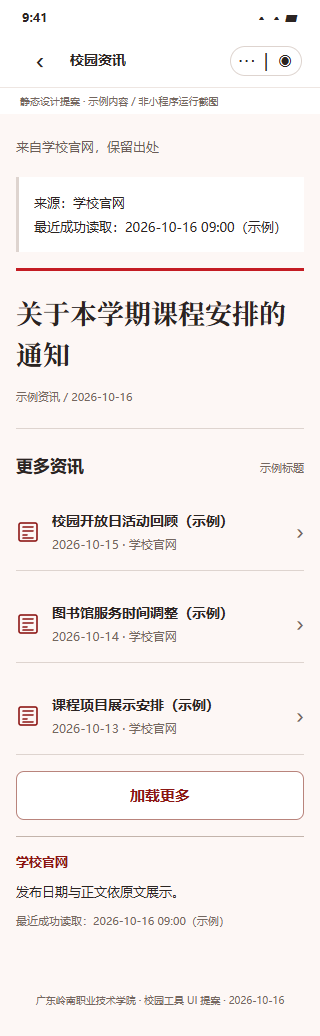 9:41
校园资讯
静态设计提案 · 示例内容 / 非小程序运行截图
来自学校官网，保留出处
来源：学校官网
最近成功读取：2026-10-16 09:00（示例）
关于本学期课程安排的
通知
示例资讯 / 2026-10-16
更多资讯 示例标题
校园开放日活动回顾（示例）
2026-10-15 · 学校官网
图书馆服务时间调整（示例）
2026-10-14 · 学校官网
课程项目展示安排（示例）
2026-10-13 · 学校官网
加载更多
学校官网
发布日期与正文依原文展示。
最近成功读取：2026-10-16 09:00（示例）
广东岭南职业技术学院 · 校园工具 UI 提案 · 2026-10-16